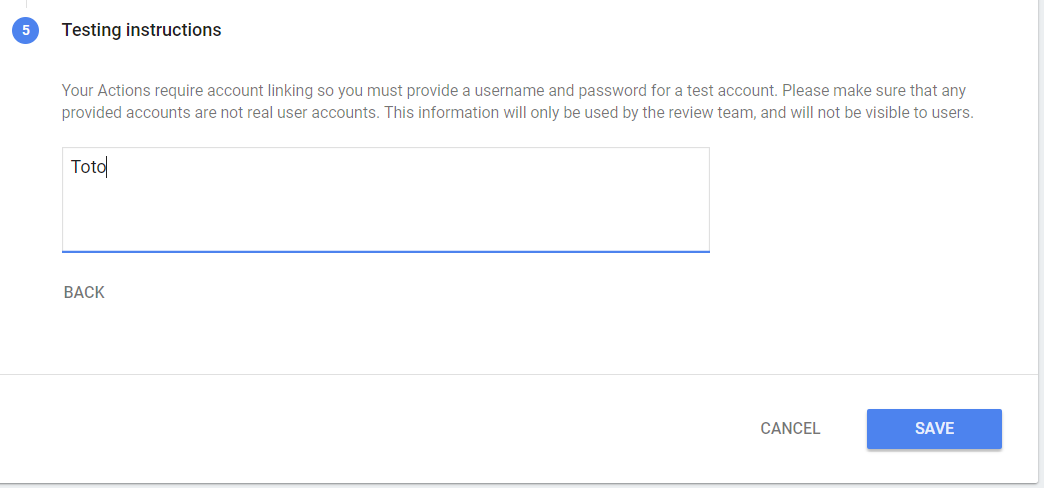 5 Testing instructions
Your Actions require account linking so you must provide a username and password for a test account. Please make sure that any
provided accounts are not real user accounts. This information will only be used by the review team, and will not be visible to users.
Toto
BACK
CANCEL SAVE